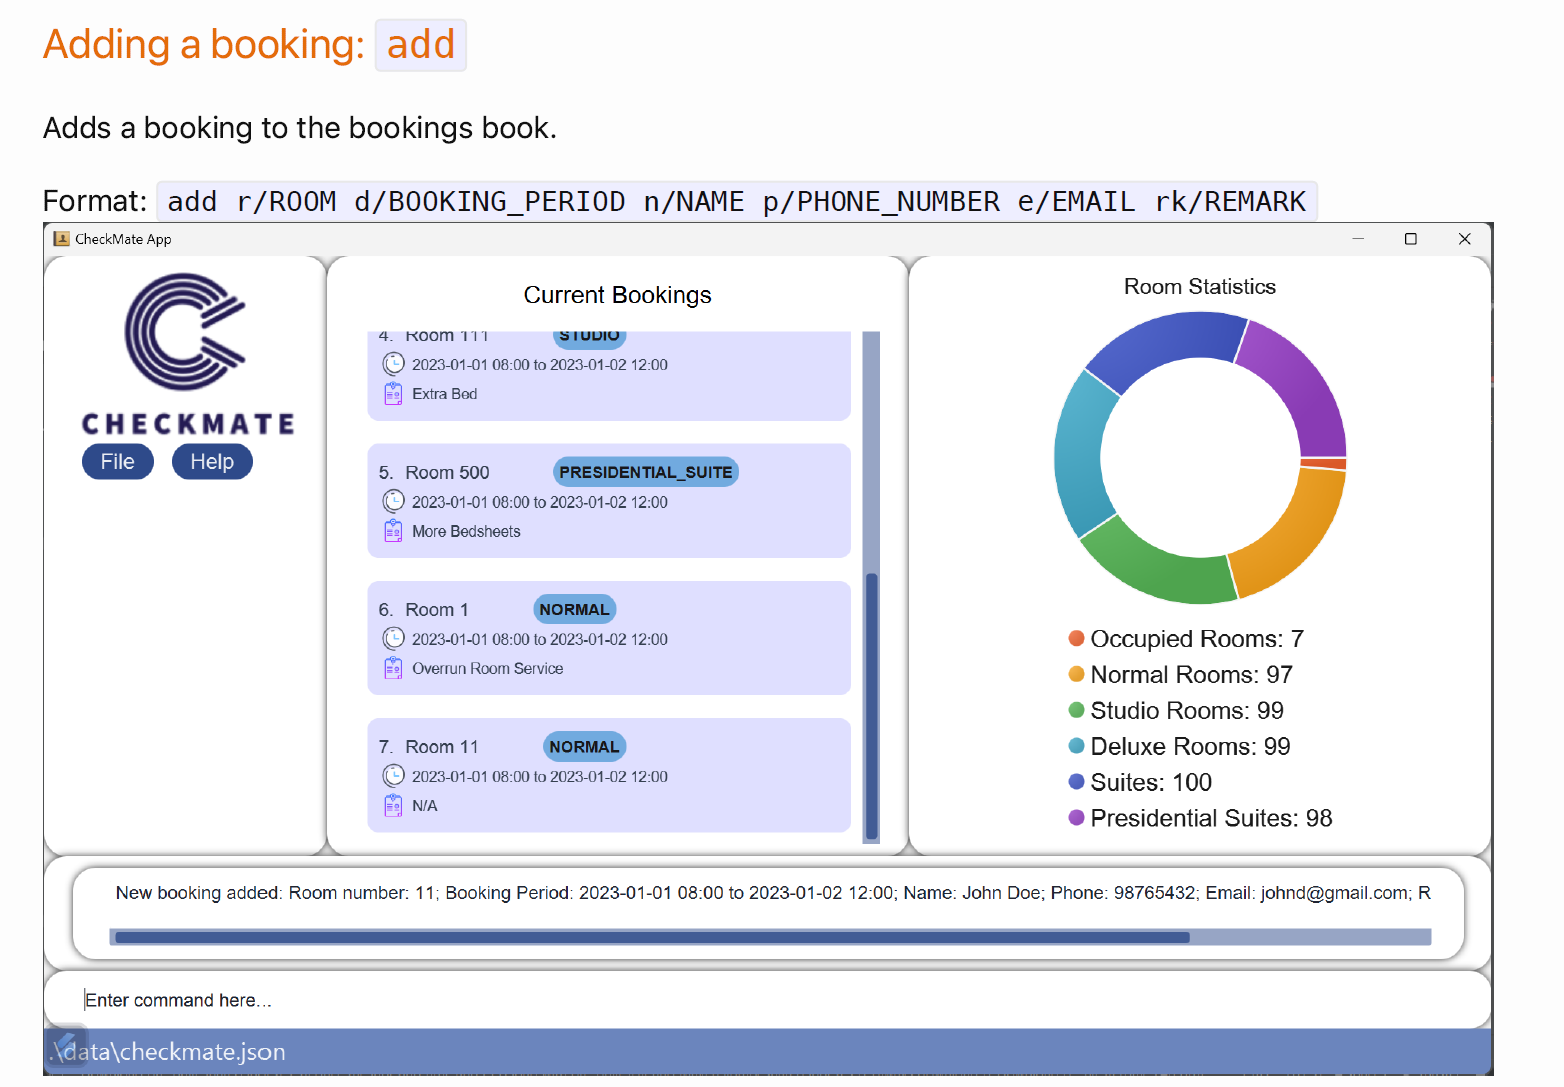 Adding a booking: add
Adds a booking to the bookings book.
Format: add r/ROOM d/BOOKING_PERIOD n/NAME p/PHONE_NUMBER e/EMAIL rk/REMARK
CheckMate App
CHECKMATE
File Help
Current Bookings
4. Room 111 STUDIO
2023-01-01 08:00 to 2023-01-02 12:00
Extra Bed
5. Room 500 PRESIDENTIAL_SUITE
2023-01-01 08:00 to 2023-01-02 12:00
More Bedsheets
6. Room 1 NORMAL
2023-01-01 08:00 to 2023-01-02 12:00
Overrun Room Service
7. Room 11 NORMAL
2023-01-01 08:00 to 2023-01-02 12:00
N/A
Room Statistics
Occupied Rooms: 7
Normal Rooms: 97
Studio Rooms: 99
Deluxe Rooms: 99
Suites: 100
Presidential Suites: 98
New booking added: Room number: 11; Booking Period: 2023-01-01 08:00 to 2023-01-02 12:00; Name: John Doe; Phone: 98765432; Email: johnd@gmail.com; R
Enter command here...
.\data\checkmate.json